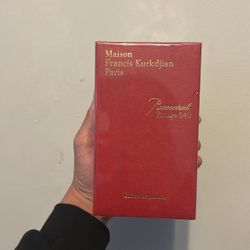 Maison
Francis Kurkdjian
Paris
Baccarat
Rouge 540